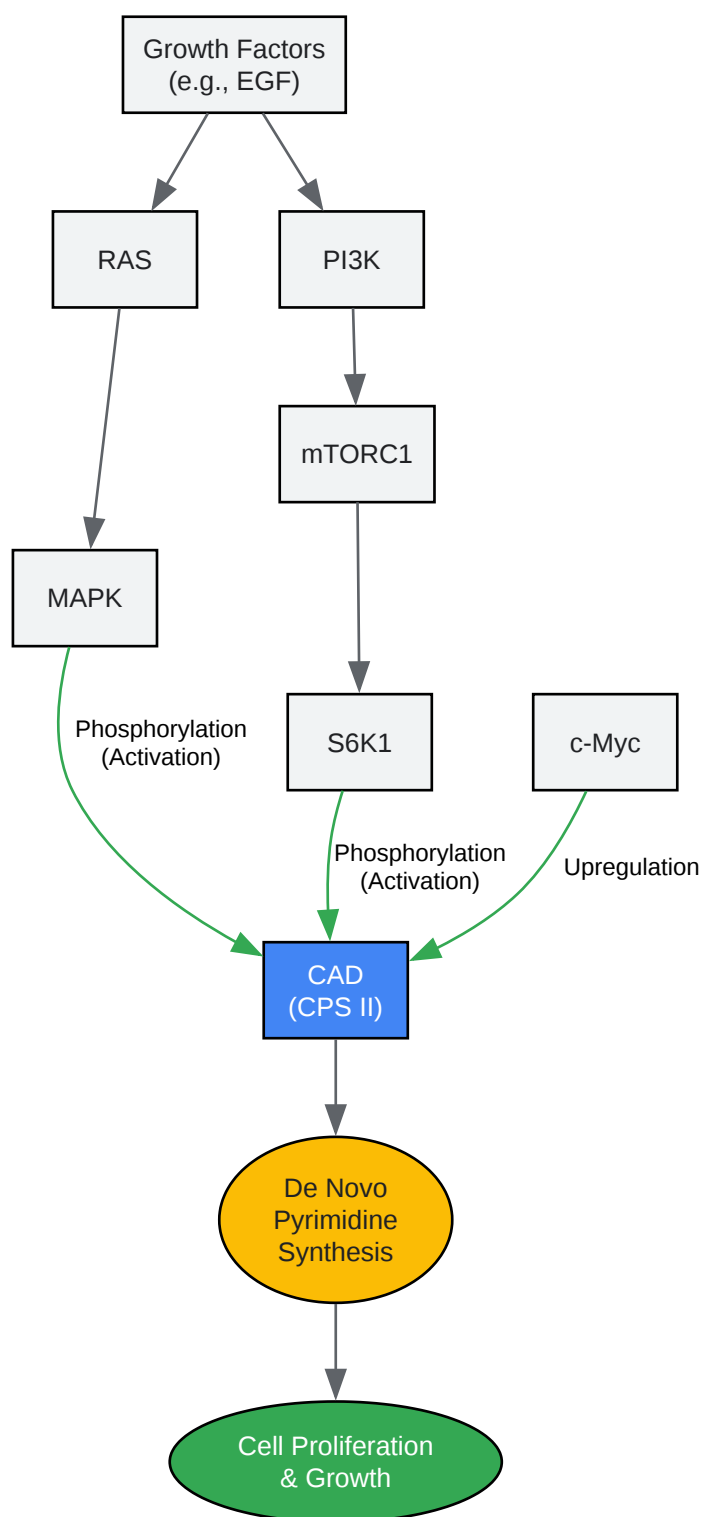 Growth Factors
(e.g., EGF)
RAS
PI3K
mTORC1
MAPK
Phosphorylation
(Activation)
S6K1
c-Myc
Phosphorylation
(Activation)
Upregulation
CAD
(CPS II)
De Novo
Pyrimidine
Synthesis
Cell Proliferation
& Growth